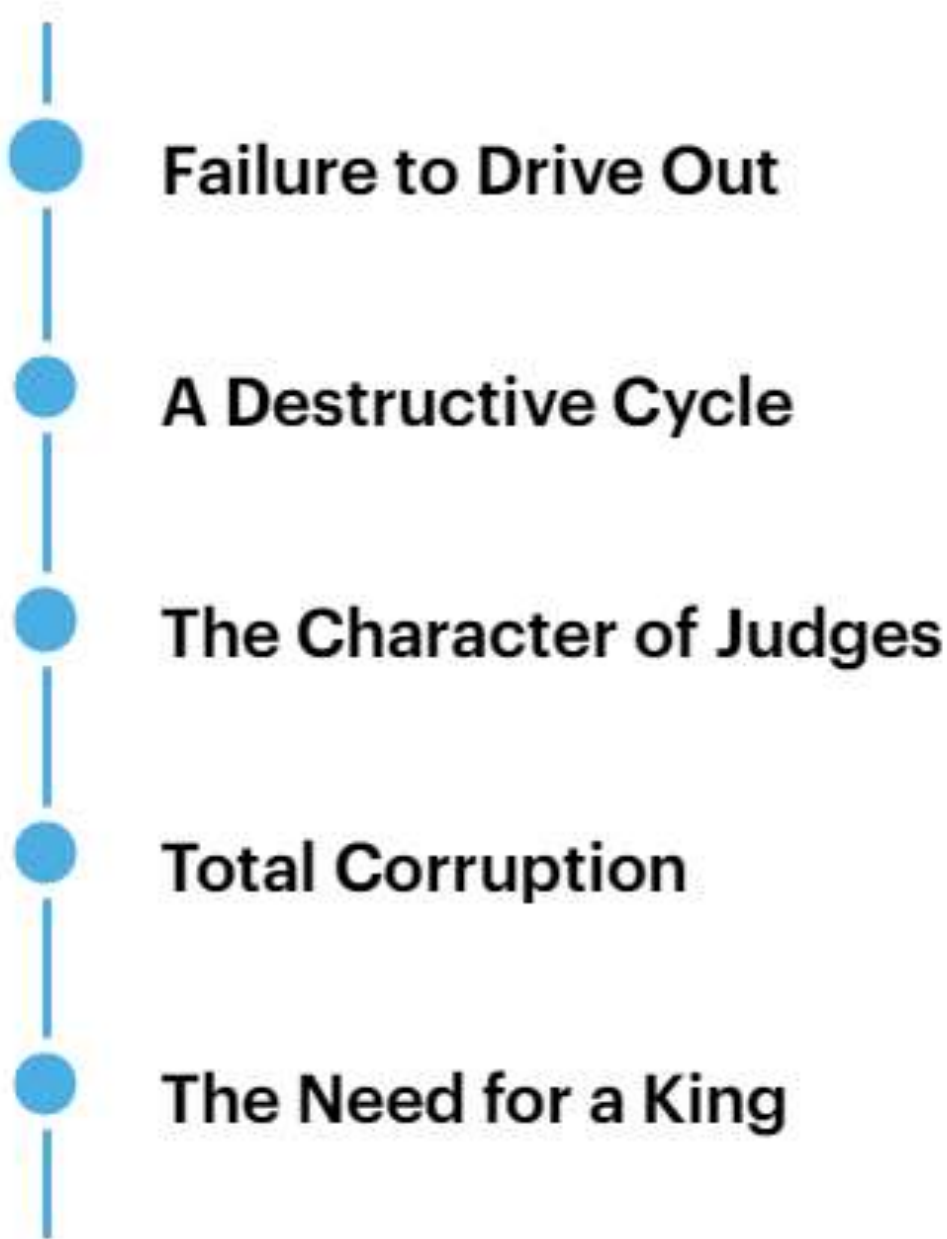 Failure to Drive Out
A Destructive Cycle
The Character of Judges
Total Corruption
The Need for a King